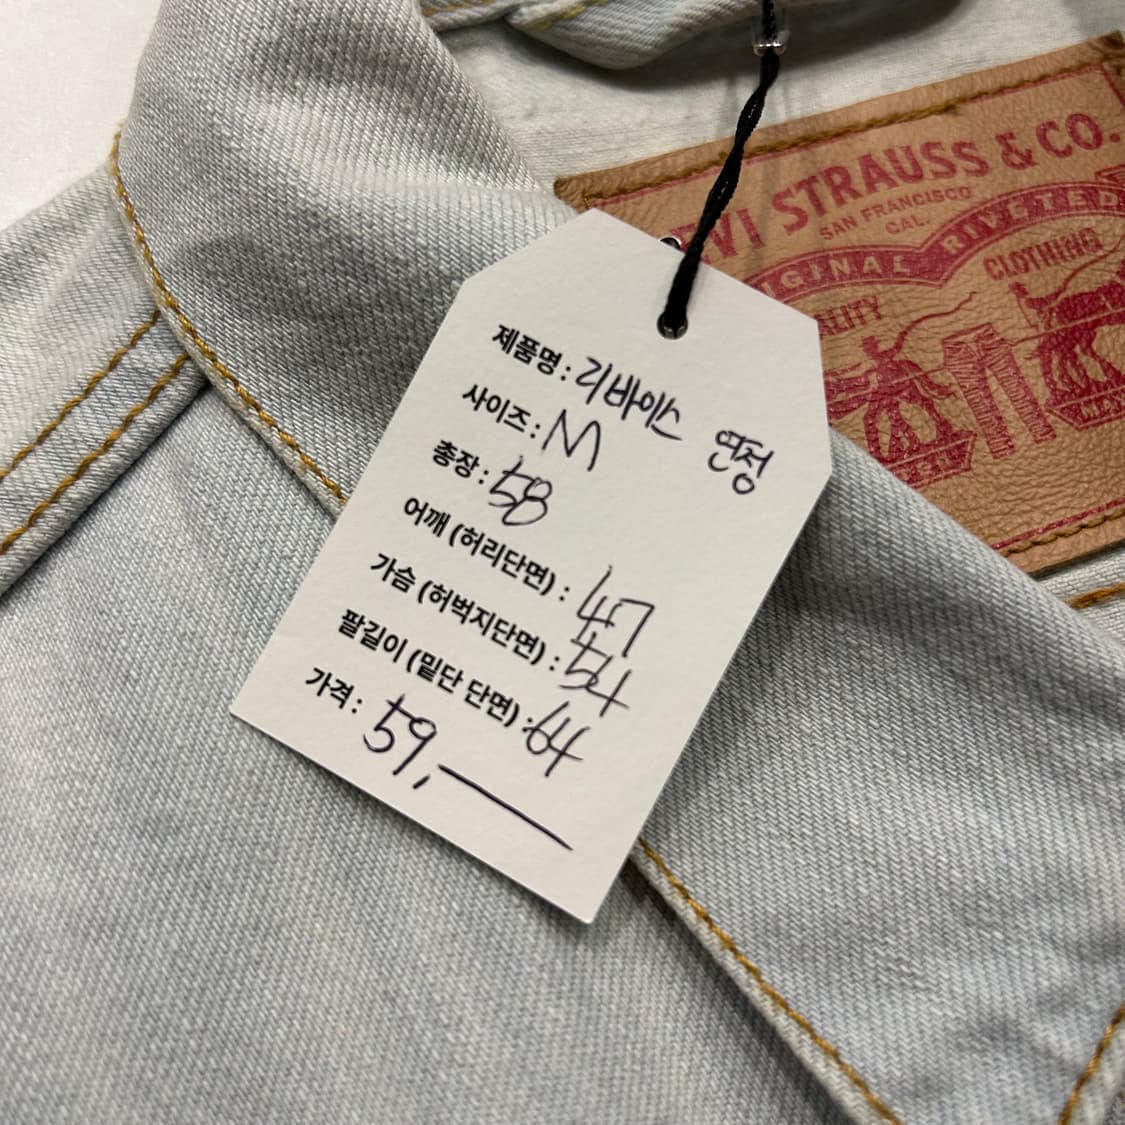 제품명 : 리바이스 연청
사이즈 : M
총장 : 58
어깨 (허리단면) : 47
가슴 (허벅지단면) : 54
팔길이 (밑단 단면) : 64
가격 : 59,
LEVI STRAUSS & CO.
SAN FRANCISCO
CAL.
ORIGINAL RIVETED
QUALITY CLOTHING